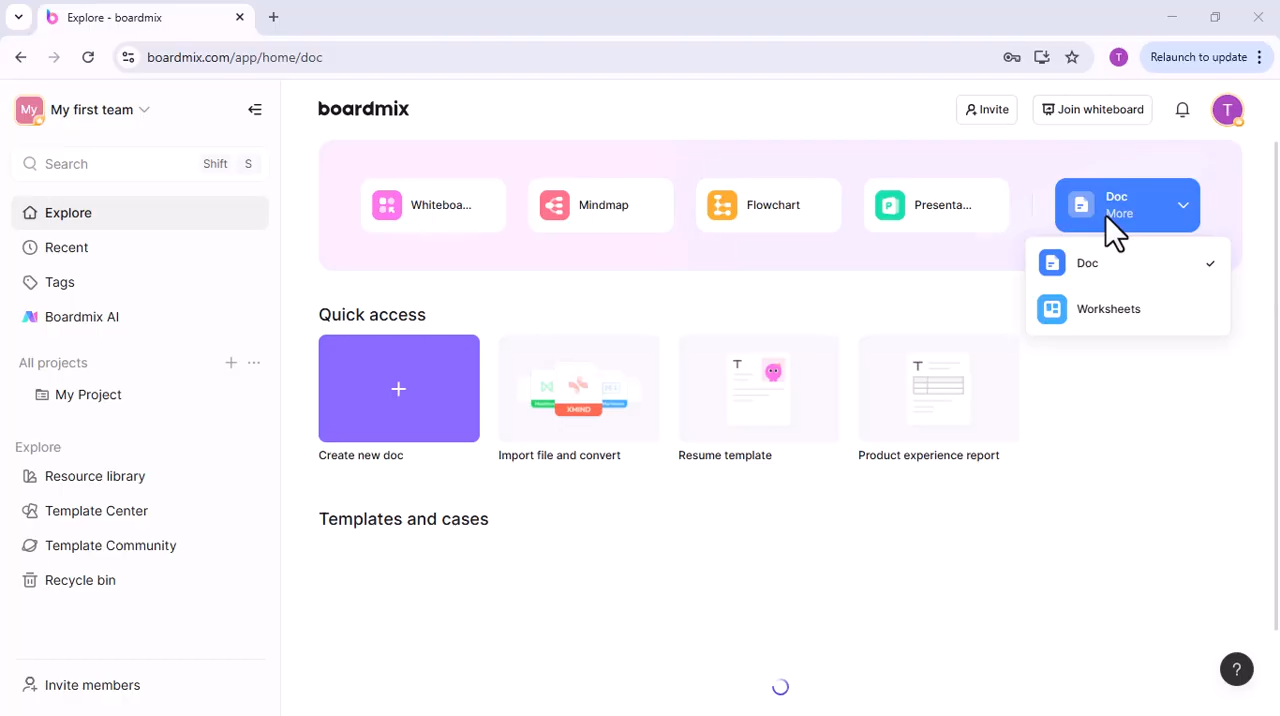 Explore - boardmix
boardmix.com/app/home/doc
T
Relaunch to update
My
My first team
boardmix
Invite
Join whiteboard
T
Search
Shift
S
Whiteboa...
Mindmap
Flowchart
Presenta...
Doc
More
Doc
Worksheets
Explore
Recent
Tags
Boardmix AI
All projects
My Project
Explore
Resource library
Template Center
Template Community
Recycle bin
Invite members
Quick access
XMIND
T
T
Create new doc
Import file and convert
Resume template
Product experience report
Templates and cases
?